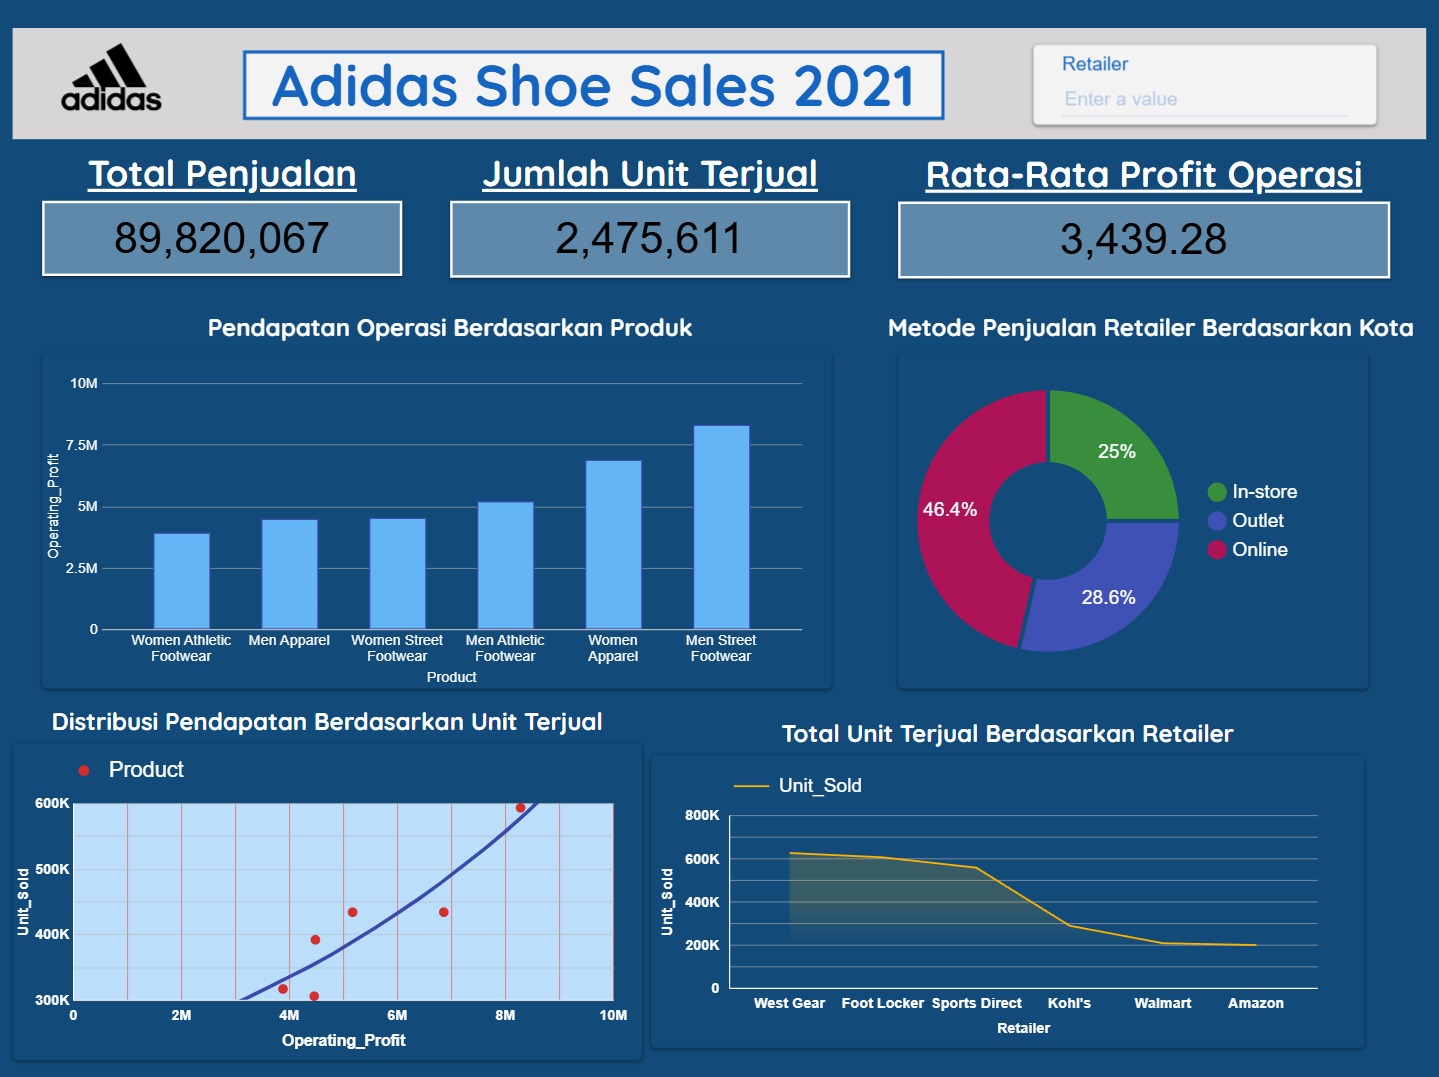 adidas
Adidas Shoe Sales 2021
Retailer
Enter a value
Total Penjualan
89,820,067
Jumlah Unit Terjual
2,475,611
Rata-Rata Profit Operasi
3,439.28
Pendapatan Operasi Berdasarkan Produk
Operating_Profit
10M
7.5M
5M
2.5M
0
Women Athletic
Footwear
Men Apparel
Women Street
Footwear
Men Athletic
Footwear
Women
Apparel
Men Street
Footwear
Product
Metode Penjualan Retailer Berdasarkan Kota
25%
46.4%
28.6%
In-store
Outlet
Online
Distribusi Pendapatan Berdasarkan Unit Terjual
Product
Unit_Sold
600K
500K
400K
300K
0
2M
4M
6M
8M
10M
Operating_Profit
Total Unit Terjual Berdasarkan Retailer
Unit_Sold
Unit_Sold
800K
600K
400K
200K
0
West Gear
Foot Locker
Sports Direct
Kohl's
Walmart
Amazon
Retailer